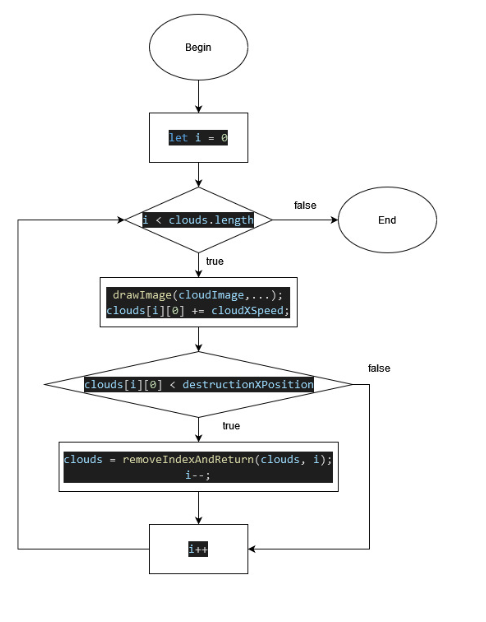 Begin
let i = 0
i < clouds.length
false
End
true
drawImage(cloudImage,...);
clouds[i][0] += cloudXSpeed;
clouds[i][0] < destructionXPosition
false
true
clouds = removeIndexAndReturn(clouds, i);
i--;
i++